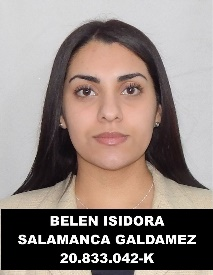 BELEN ISIDORA
SALAMANCA GALDAMEZ
20.833.042-K